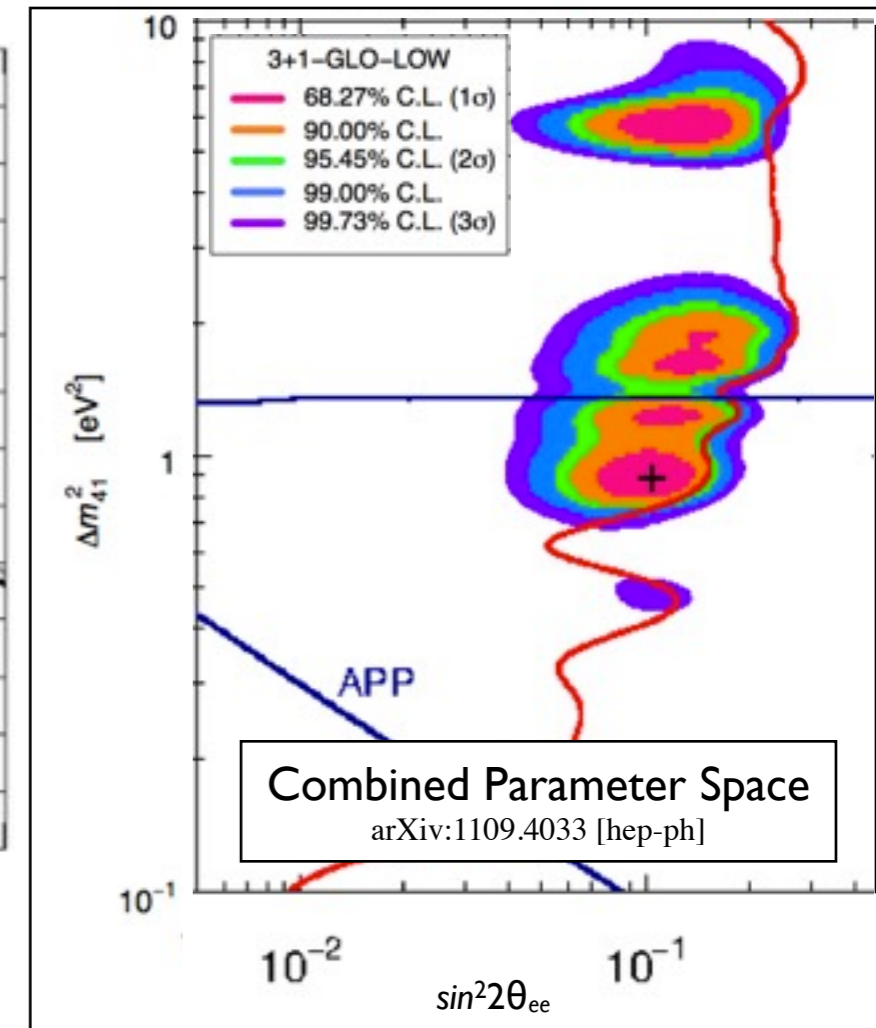 10
3+1−GLO−LOW
68.27% C.L. (1σ)
90.00% C.L.
95.45% C.L. (2σ)
99.00% C.L.
99.73% C.L. (3σ)
Δm²₄₁ [eV²]
1
APP
Combined Parameter Space
arXiv:1109.4033 [hep-ph]
10⁻¹
10⁻² 10⁻¹
sin²2θₑₑ